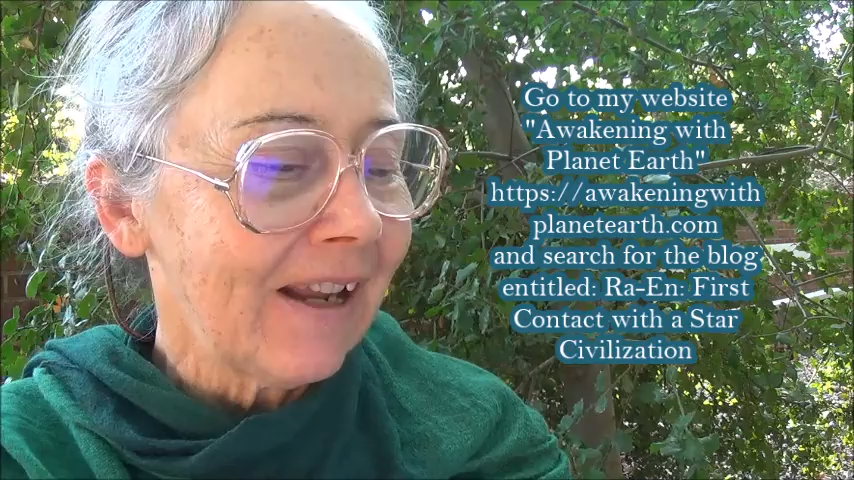 Go to my website
"Awakening with
Planet Earth"
https://awakeningwith
planetearth.com
and search for the blog
entitled: Ra-En: First
Contact with a Star
Civilization